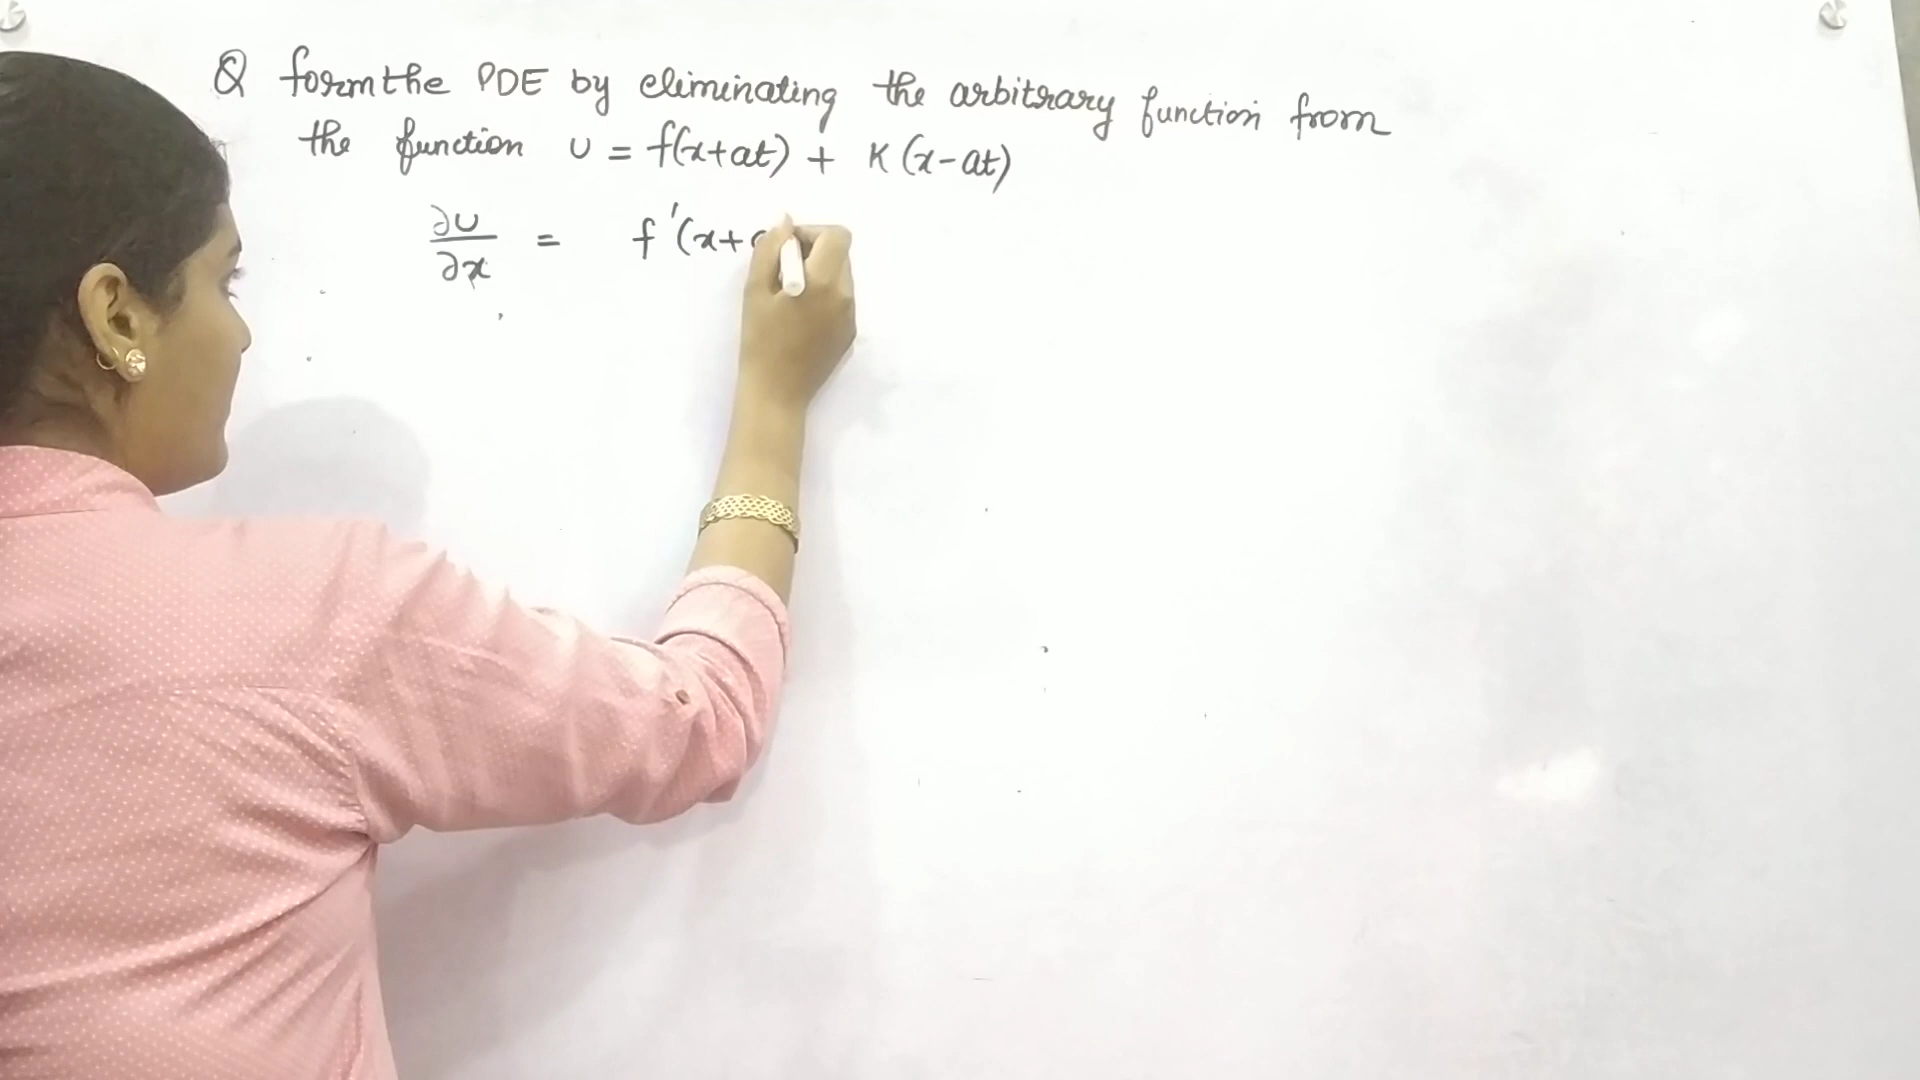 Q form the PDE by eliminating the arbitrary function from
the function U = f(x+at) + K(x-at)
∂U/∂x = f'(x+